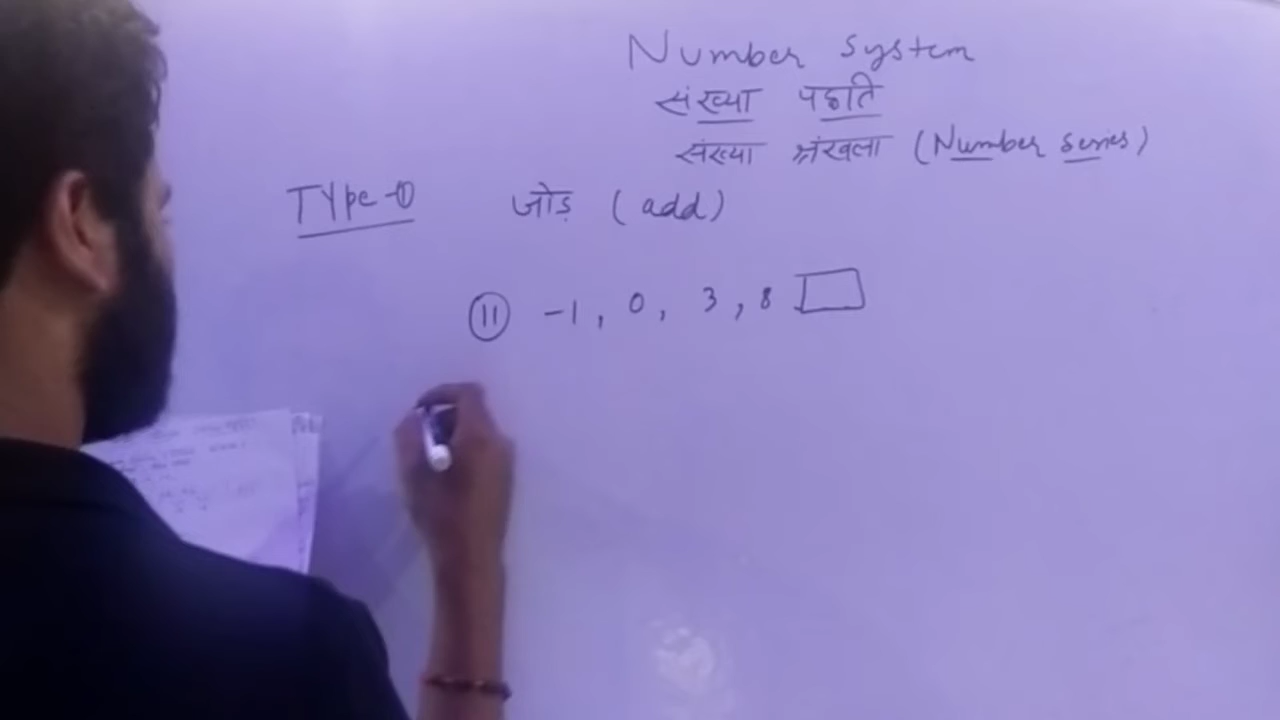 Number System
संख्या पद्धति
संख्या श्रंखला (Number series)
Type-① जोड़ (add)
⑪ -1, 0, 3, 8